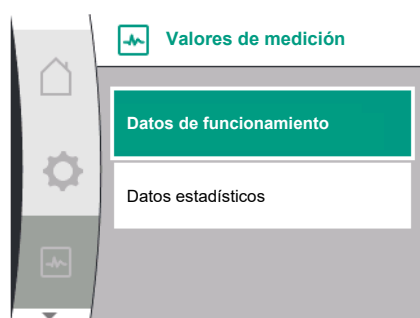 Valores de medición
Datos de funcionamiento
Datos estadísticos